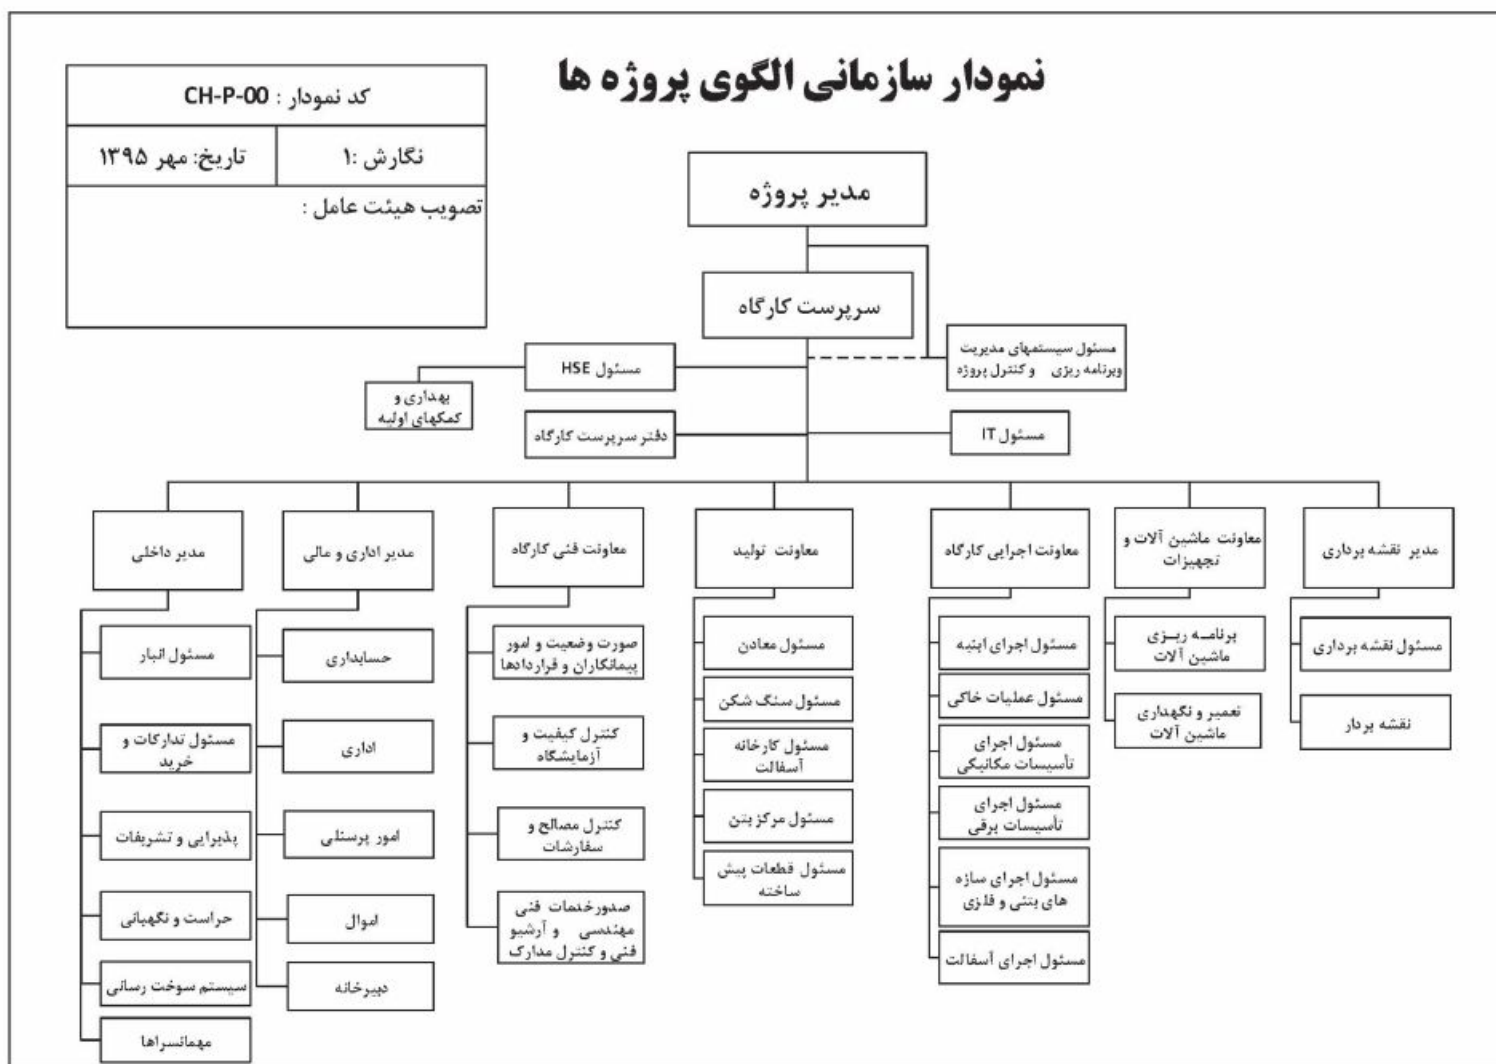 نمودار سازمانی الگوی پروژه ها
کد نمودار : CH-P-00
نگارش :۱
تاریخ: مهر ۱۳۹۵
تصویب هیئت عامل :
مدیر پروژه
سرپرست کارگاه
مسئول سیستمهای مدیریت
وبرنامه ریزی و کنترل پروژه
مسئول HSE
بهداری و
کمکهای اولیه
مسئول IT
دفتر سرپرست کارگاه
مدیر نقشه برداری
معاونت ماشین آلات و
تجهیزات
معاونت اجرایی کارگاه
معاونت تولید
معاونت فنی کارگاه
مدیر اداری و مالی
مدیر داخلی
مسئول نقشه برداری
نقشه بردار
برنامه ریزی
ماشین آلات
تعمیر و نگهداری
ماشین آلات
مسئول اجرای ابنیه
مسئول عملیات خاکی
مسئول اجرای
تأسیسات مکانیکی
مسئول اجرای
تأسیسات برقی
مسئول اجرای سازه
های بتنی و فلزی
مسئول اجرای آسفالت
مسئول معادن
مسئول سنگ شکن
مسئول کارخانه
آسفالت
مسئول مرکز بتن
مسئول قطعات پیش
ساخته
صورت وضعیت و امور
پیمانکاران و قراردادها
کنترل کیفیت و
آزمایشگاه
کنترل مصالح و
سفارشات
صدورخدمات فنی
مهندسی و آرشیو
فنی و کنترل مدارک
حسابداری
اداری
امور پرسنلی
اموال
دبیرخانه
مسئول انبار
مسئول تدارکات و
خرید
پذیرایی و تشریفات
حراست و نگهبانی
سیستم سوخت رسانی
مهمانسراها